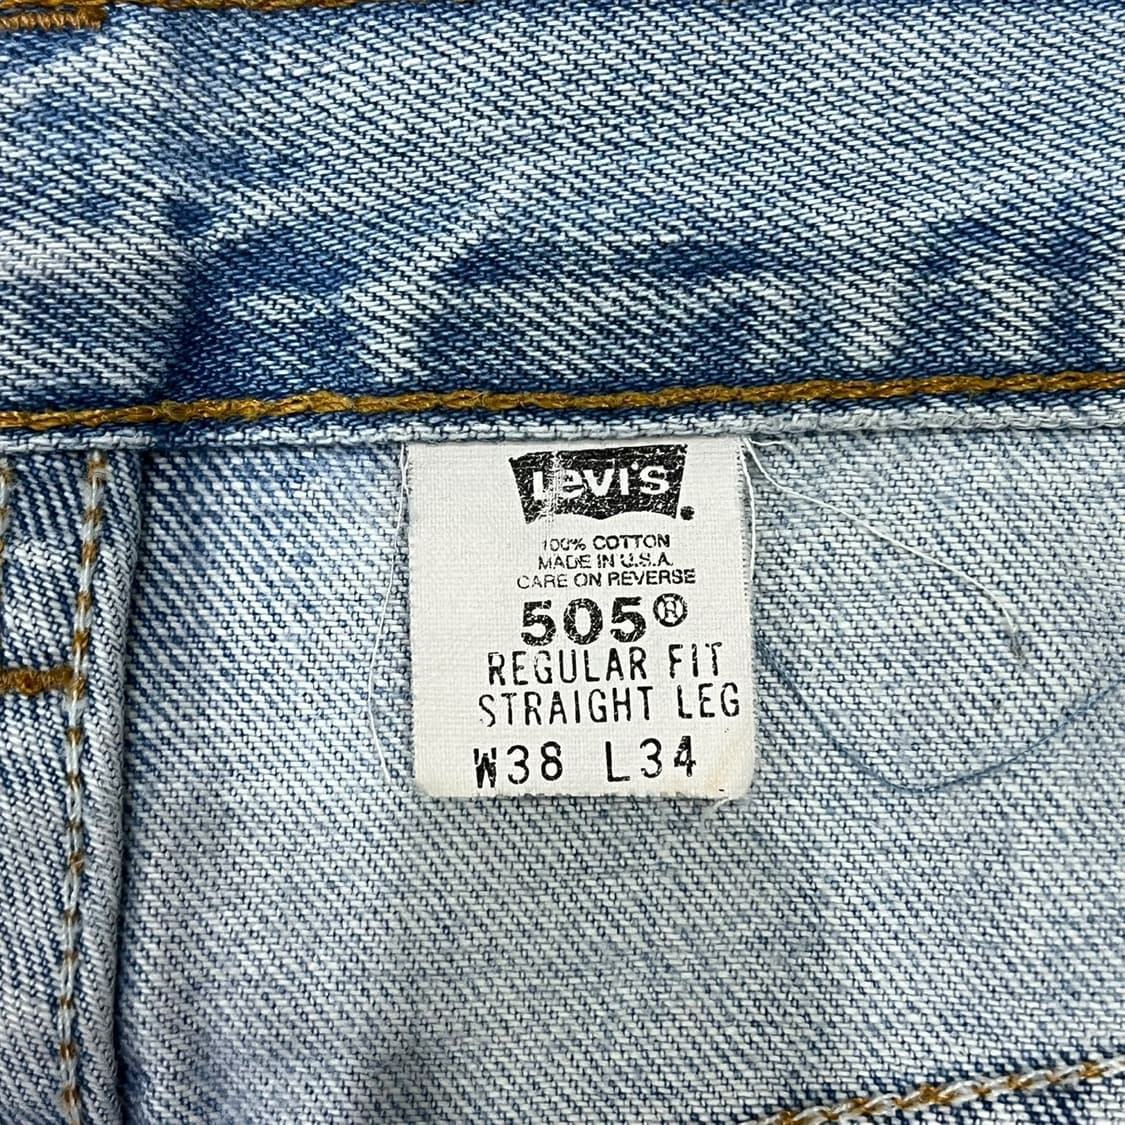 Levi's
100% COTTON
MADE IN U.S.A.
CARE ON REVERSE
505®
REGULAR FIT
STRAIGHT LEG
W38 L34